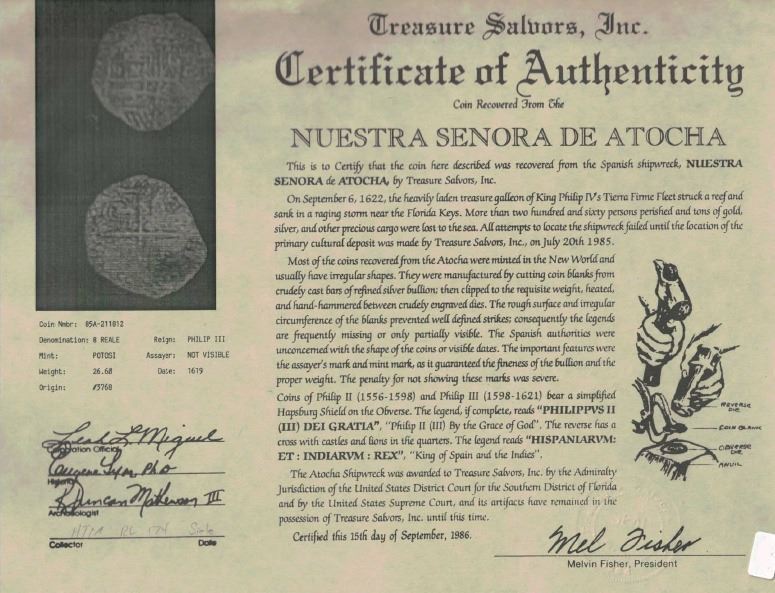 Treasure Salvors, Inc.
Certificate of Authenticity
Coin Recovered From The
NUESTRA SENORA DE ATOCHA
This is to Certify that the coin here described was recovered from the Spanish shipwreck, NUESTRA
SENORA de ATOCHA, by Treasure Salvors, Inc.
On September 6, 1622, the heavily laden treasure galleon of King Philip IV's Tierra Firme Fleet struck a reef and
sank in a raging storm near the Florida Keys. More than two hundred and sixty persons perished and tons of gold,
silver, and other precious cargo were lost to the sea. All attempts to locate the shipwreck failed until the location of the
primary cultural deposit was made by Treasure Salvors, Inc., on July 20th 1985.
Most of the coins recovered from the Atocha were minted in the New World and
usually have irregular shapes. They were manufactured by cutting coin blanks from
crudely cast bars of refined silver bullion; then clipped to the requisite weight, heated,
and hand-hammered between crudely engraved dies. The rough surface and irregular
circumference of the blanks prevented well defined strikes; consequently the legends
are frequently missing or only partially visible. The Spanish authorities were
unconcerned with the shape of the coins or visible dates. The important features were
the assayer's mark and mint mark, as it guaranteed the fineness of the bullion and the
proper weight. The penalty for not showing these marks was severe.
Coins of Philip II (1556-1598) and Philip III (1598-1621) bear a simplified
Hapsburg Shield on the Obverse. The legend, if complete, reads "PHILIPPVS II
(III) DEI GRATIA", "Philip II (III) By the Grace of God". The reverse has a
cross with castles and lions in the quarters. The legend reads "HISPANIARVM:
ET : INDIARVM : REX", "King of Spain and the Indies".
The Atocha Shipwreck was awarded to Treasure Salvors, Inc. by the Admiralty
Jurisdiction of the United States District Court for the Southern District of Florida
and by the United States Supreme Court, and its artifacts have remained in the
possession of Treasure Salvors, Inc. until this time.
Certified this 15th day of September, 1986.
Mel Fisher
Melvin Fisher, President
REVERSE
DIE
COIN BLANK
OBVERSE
DIE
ANVIL
Coin Nmbr: 85A-211012
Denomination: 8 REALE Reign: PHILIP III
Mint: POTOSI Assayer: NOT VISIBLE
Weight: 26.60 Date: 1619
Origin: #3760
Leah L Miguel
Corporation Official
Eugene Lyon PhD
Historian
R Duncan Mathewson III
Archaeologist
Collector Date